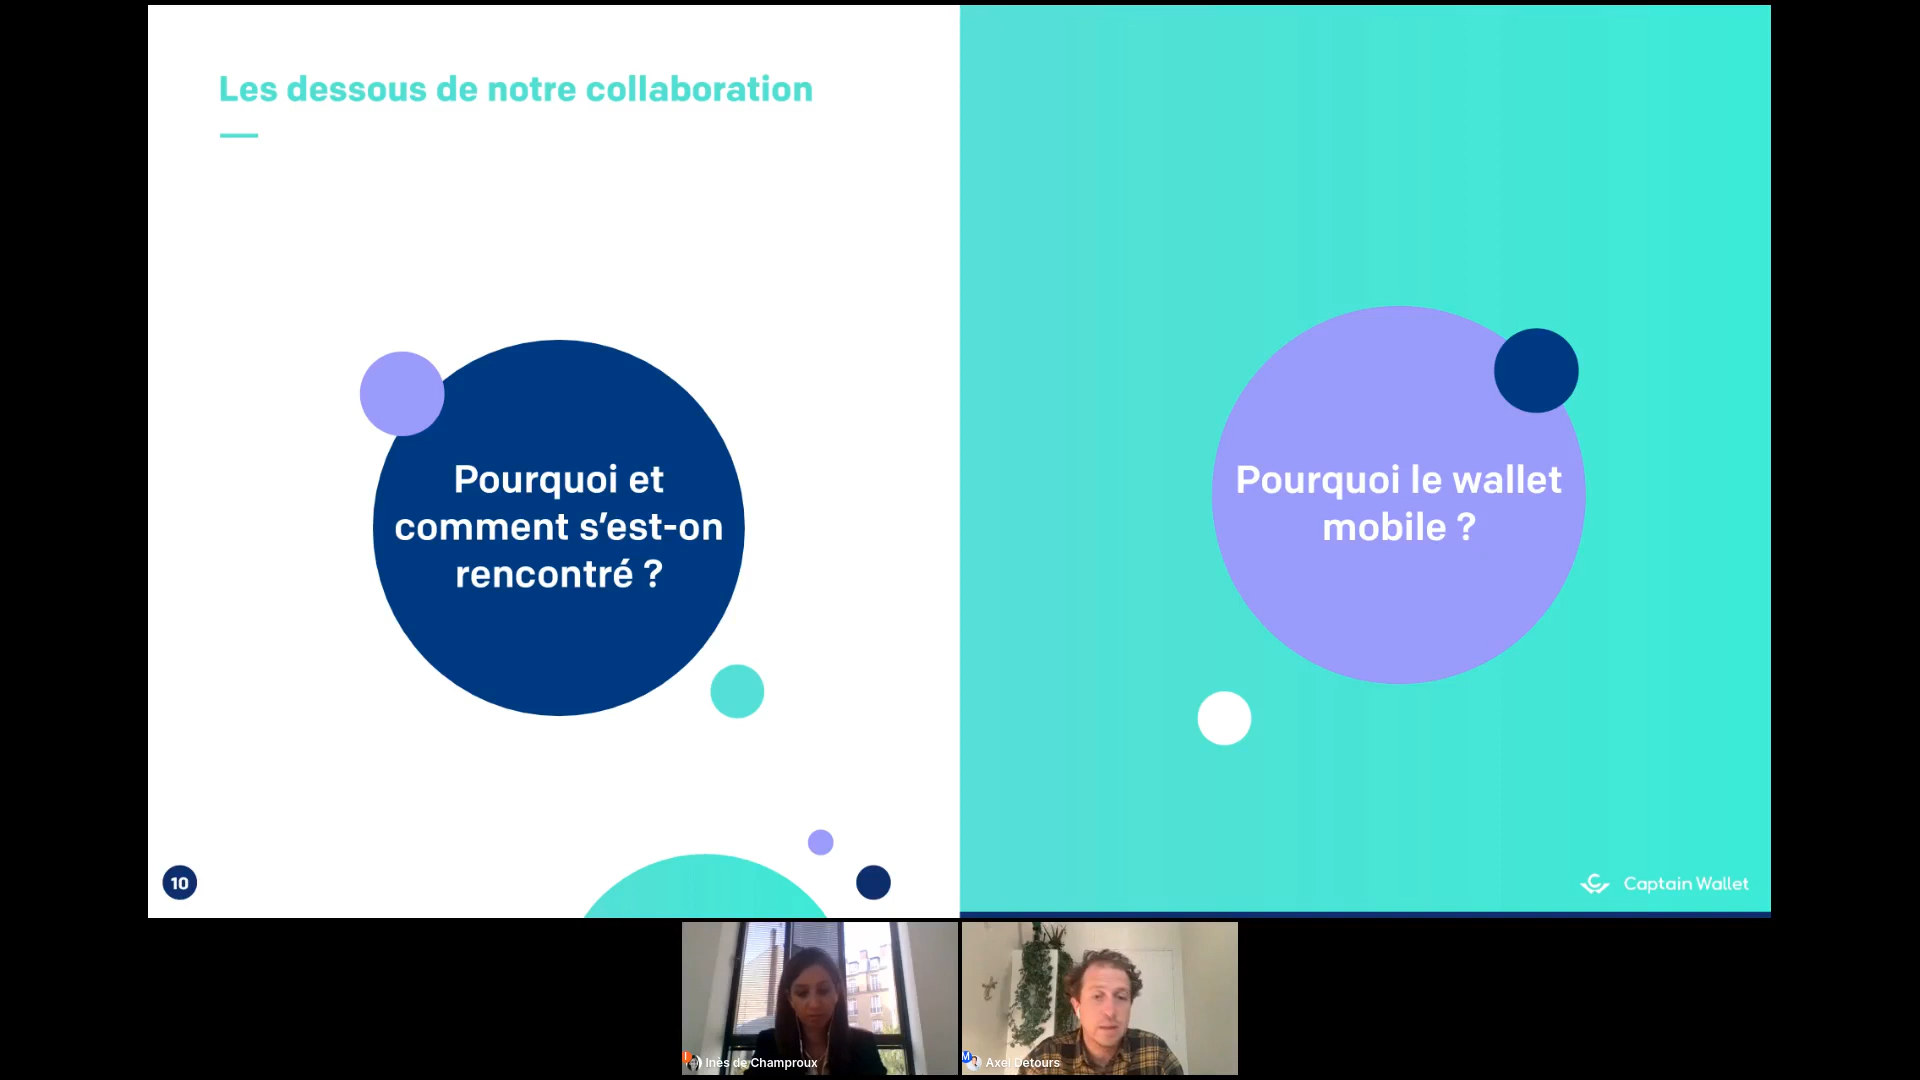 Les dessous de notre collaboration
Pourquoi et
comment s’est-on
rencontré ?
Pourquoi le wallet
mobile ?
10
Captain Wallet
Inès de Champroux
Axel Detours